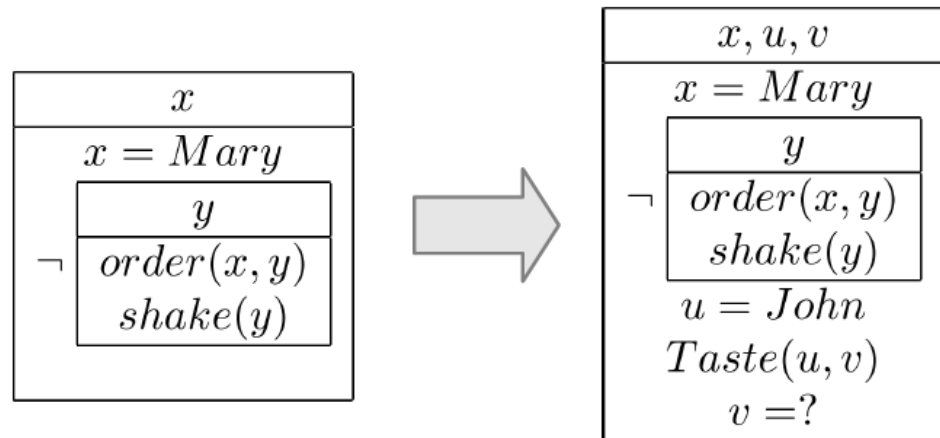 x
x = Mary
y
¬ order(x, y)
shake(y)
x, u, v
x = Mary
y
¬ order(x, y)
shake(y)
u = John
Taste(u, v)
v =?